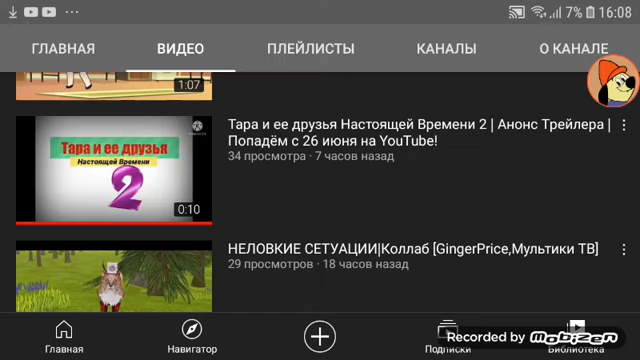 7% 16:08
ГЛАВНАЯ ВИДЕО ПЛЕЙЛИСТЫ КАНАЛЫ О КАНАЛЕ
1:07
Тара и ее друзья
Настоящей Времени
2
0:10
Тара и ее друзья Настоящей Времени 2 | Анонс Трейлера |
Попадём с 26 июня на YouTube!
34 просмотра · 7 часов назад
НЕЛОВКИЕ СЕТУАЦИИ|Коллаб [GingerPrice,Мультики ТВ]
29 просмотров · 18 часов назад
Главная Навигатор Подписки Библиотека
Recorded by Mobizen